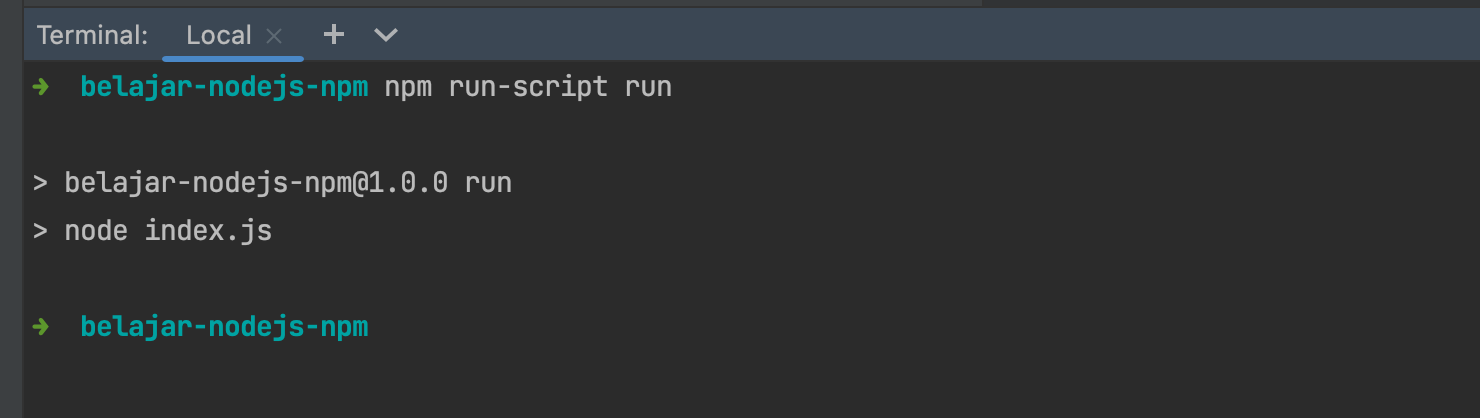 Terminal: Local × + 
➜ belajar-nodejs-npm npm run-script run
> belajar-nodejs-npm@1.0.0 run
> node index.js
➜ belajar-nodejs-npm